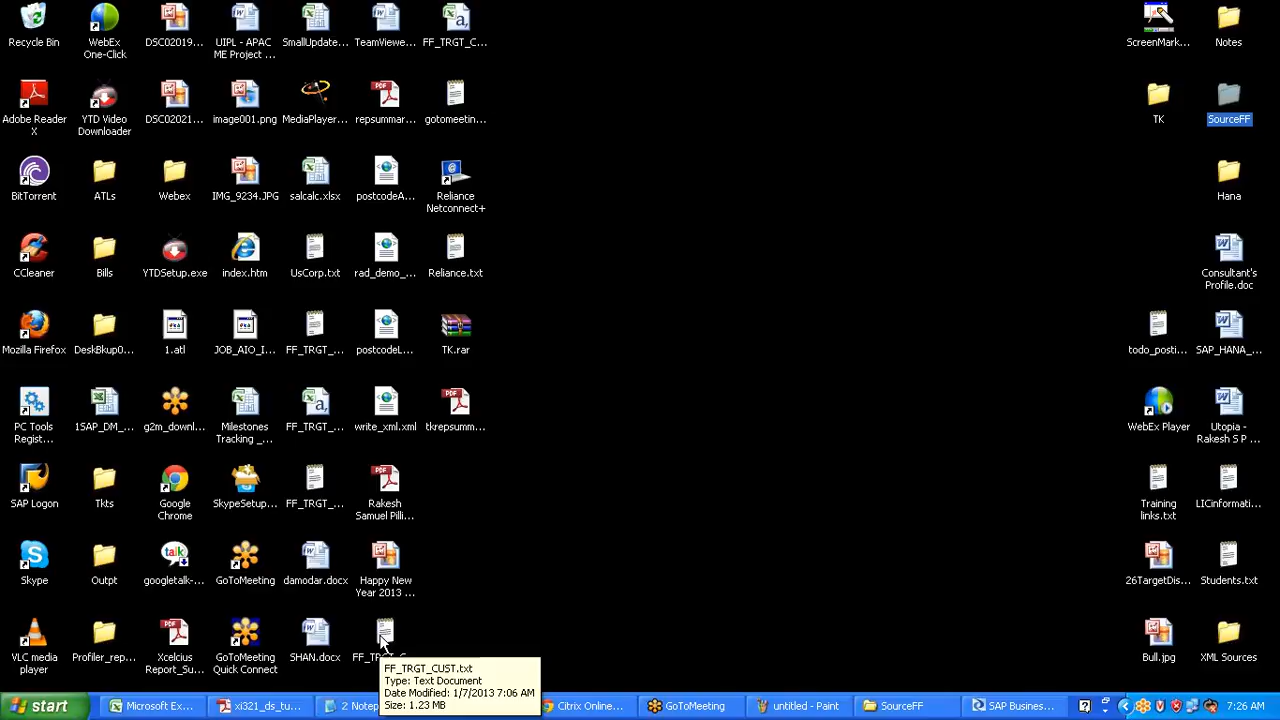 Recycle Bin
WebEx
One-Click
DSC02019...
UIPL - APAC
ME Project ...
SmallUpdate...
TeamViewe...
FF_TRGT_C...
ScreenMark...
Notes
Adobe Reader
X
YTD Video
Downloader
DSC02021...
image001.png
MediaPlayer...
repsummar...
gotomeetin...
TK
SourceFF
BitTorrent
ATLs
Webex
IMG_9234.JPG
salcalc.xlsx
postcodeA...
Reliance
Netconnect+
Hana
CCleaner
Bills
YTDSetup.exe
index.htm
UsCorp.txt
rad_demo_...
Reliance.txt
Consultant's
Profile.doc
Mozilla Firefox
DeskBkup0...
1.atl
JOB_AIO_I...
FF_TRGT_...
postcodeL...
TK.rar
todo_posti...
SAP_HANA_...
PC Tools
Regist...
1SAP_DM_...
g2m_downl...
Milestones
Tracking _...
FF_TRGT_...
write_xml.xml
tkrepsumm...
WebEx Player
Utopia -
Rakesh S P ...
SAP Logon
Tkts
Google
Chrome
SkypeSetup...
FF_TRGT_...
Rakesh
Samuel Pilli...
Training
links.txt
LICinformati...
Skype
Outpt
googletalk-...
GoToMeeting
damodar.docx
Happy New
Year 2013 ...
26TargetDis...
Students.txt
VLC media
player
Profiler_rep...
Xcelcius
Report_Su...
GoToMeeting
Quick Connect
SHAN.docx
FF_TRGT_C...
Bull.jpg
XML Sources
FF_TRGT_CUST.txt
Type: Text Document
Date Modified: 1/7/2013 7:06 AM
Size: 1.23 MB
start
Microsoft Ex...
xi321_ds_tu...
2 Notep
Citrix Online...
GoToMeeting
untitled - Paint
SourceFF
SAP Business...
7:26 AM